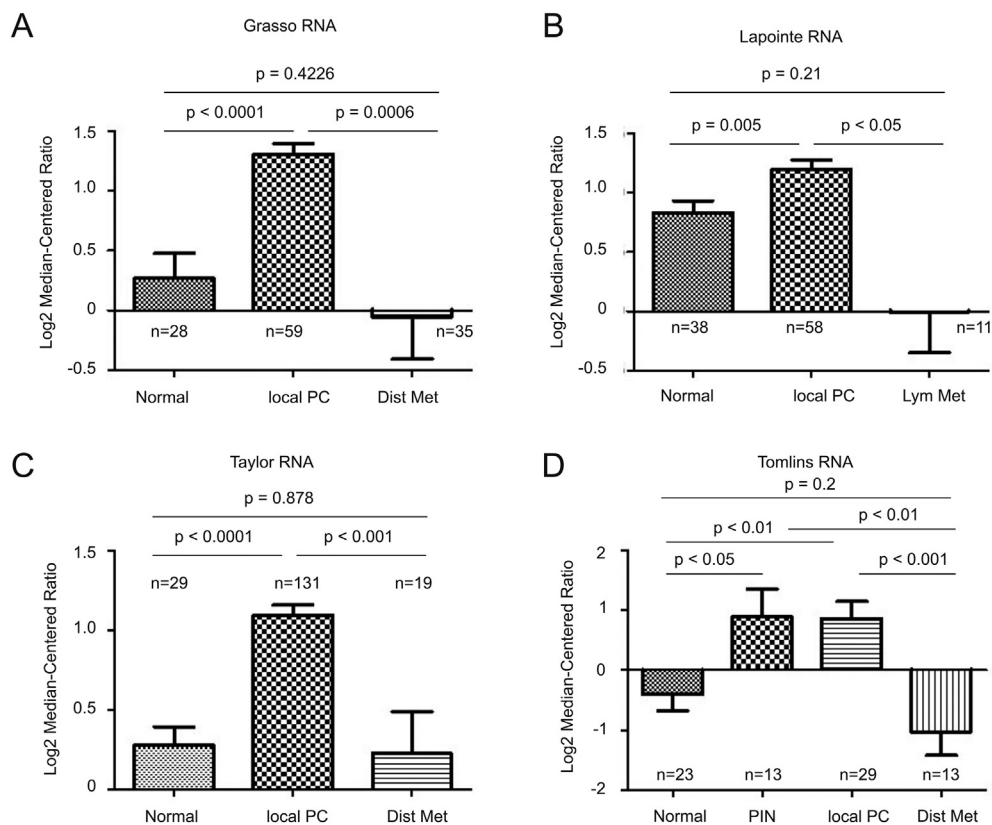 A
Grasso RNA
p = 0.4226
p < 0.0001 p = 0.0006
Log2 Median-Centered Ratio
1.5
1.0
0.5
0
-0.5
n=28 n=59 n=35
Normal local PC Dist Met
B
Lapointe RNA
p = 0.21
p = 0.005 p < 0.05
Log2 Median-Centered Ratio
1.5
1.0
0.5
0
-0.5
n=38 n=58 n=11
Normal local PC Lym Met
C
Taylor RNA
p = 0.878
p < 0.0001 p < 0.001
Log2 Median-Centered Ratio
1.5
1.0
0.5
0
n=29 n=131 n=19
Normal local PC Dist Met
D
Tomlins RNA
p = 0.2
p < 0.01 p < 0.01
p < 0.05 p < 0.001
Log2 Median-Centered Ratio
2
1
0
-1
-2
n=23 n=13 n=29 n=13
Normal PIN local PC Dist Met